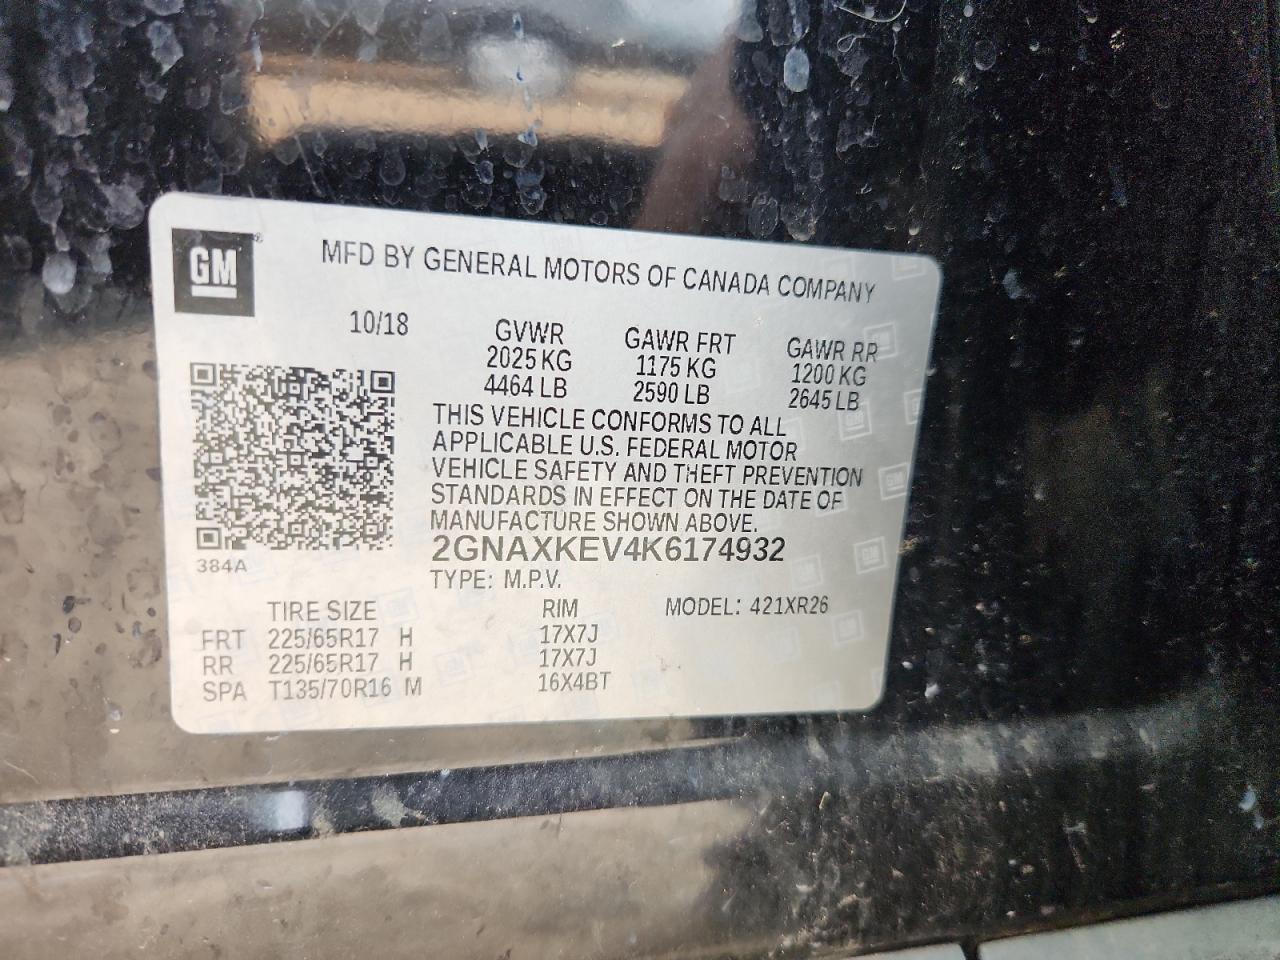 GM
MFD BY GENERAL MOTORS OF CANADA COMPANY
10/18 GVWR GAWR FRT GAWR RR
2025 KG 1175 KG 1200 KG
4464 LB 2590 LB 2645 LB
THIS VEHICLE CONFORMS TO ALL
APPLICABLE U.S. FEDERAL MOTOR
VEHICLE SAFETY AND THEFT PREVENTION
STANDARDS IN EFFECT ON THE DATE OF
MANUFACTURE SHOWN ABOVE.
2GNAXKEV4K6174932
384A
TYPE: M.P.V.
TIRE SIZE RIM MODEL: 421XR26
FRT 225/65R17 H 17X7J
RR 225/65R17 H 17X7J
SPA T135/70R16 M 16X4BT